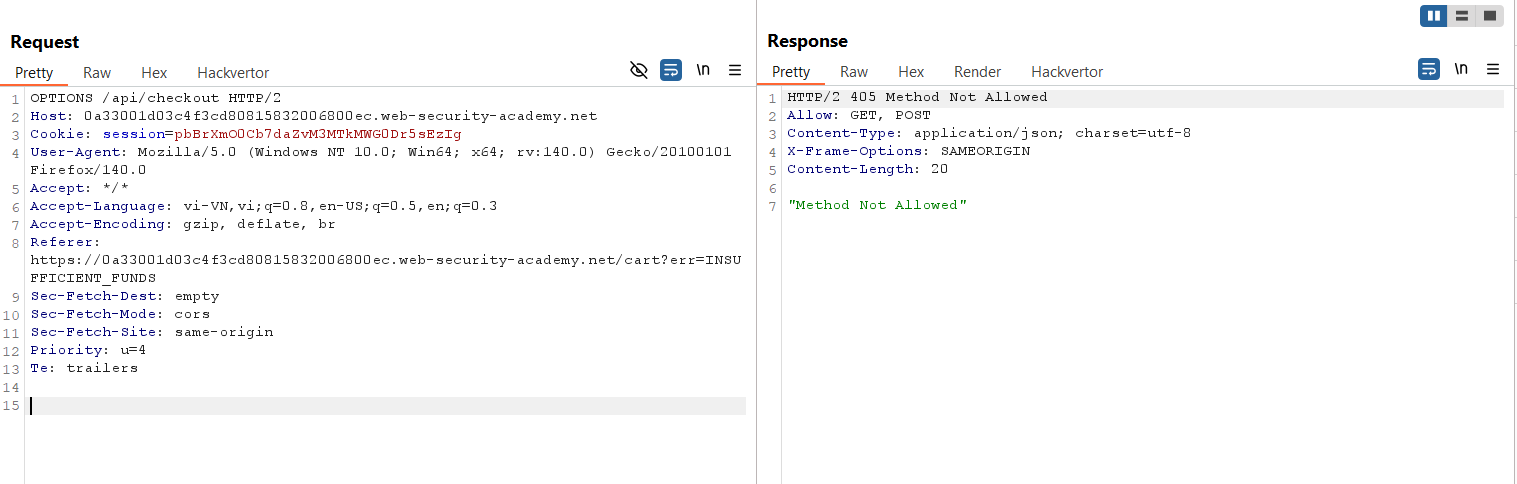 Request
Pretty Raw Hex Hackvertor \n
1 OPTIONS /api/checkout HTTP/2
2 Host: 0a33001d03c4f3cd80815832006800ec.web-security-academy.net
3 Cookie: session=pbBrXmO0Cb7daZvM3MTkMWG0Dr5sEzIg
4 User-Agent: Mozilla/5.0 (Windows NT 10.0; Win64; x64; rv:140.0) Gecko/20100101
Firefox/140.0
5 Accept: */*
6 Accept-Language: vi-VN,vi;q=0.8,en-US;q=0.5,en;q=0.3
7 Accept-Encoding: gzip, deflate, br
8 Referer:
https://0a33001d03c4f3cd80815832006800ec.web-security-academy.net/cart?err=INSU
FFICIENT_FUNDS
9 Sec-Fetch-Dest: empty
10 Sec-Fetch-Mode: cors
11 Sec-Fetch-Site: same-origin
12 Priority: u=4
13 Te: trailers
14
15
Response
Pretty Raw Hex Render Hackvertor \n
1 HTTP/2 405 Method Not Allowed
2 Allow: GET, POST
3 Content-Type: application/json; charset=utf-8
4 X-Frame-Options: SAMEORIGIN
5 Content-Length: 20
6
7 "Method Not Allowed"